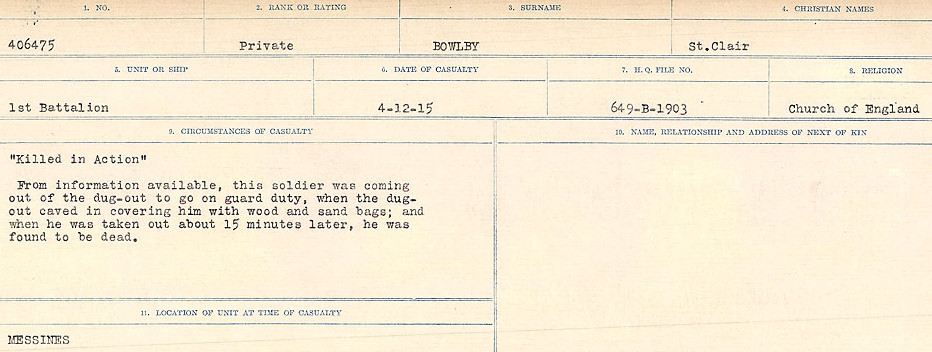 1. NO. 2. RANK OR RATING 3. SURNAME 4. CHRISTIAN NAMES
406475 Private BOWLBY St.Clair
5. UNIT OR SHIP 6. DATE OF CASUALTY 7. H. Q. FILE NO. 8. RELIGION
1st Battalion 4-12-15 649-B-1903 Church of England
9. CIRCUMSTANCES OF CASUALTY 10. NAME, RELATIONSHIP AND ADDRESS OF NEXT OF KIN
"Killed in Action"
From information available, this soldier was coming
out of the dug-out to go on guard duty, when the dug-
out caved in covering him with wood and sand bags; and
when he was taken out about 15 minutes later, he was
found to be dead.
11. LOCATION OF UNIT AT TIME OF CASUALTY
MESSINES